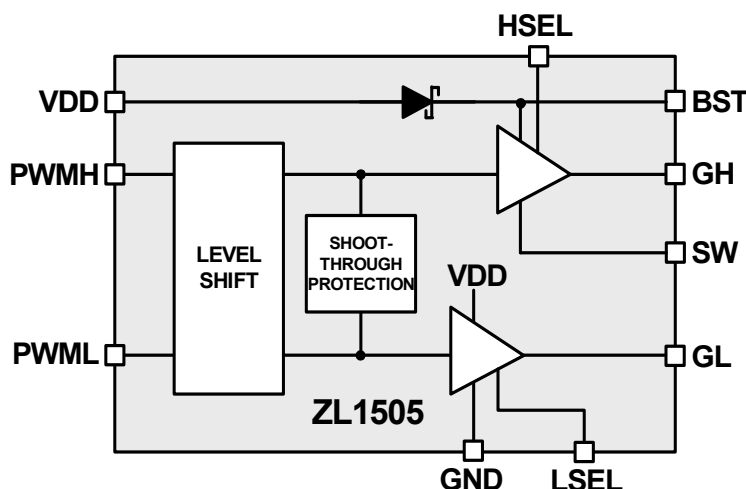 HSEL
VDD
BST
PWMH
GH
LEVEL
SHIFT
SHOOT-
THROUGH
PROTECTION
SW
VDD
PWML
GL
ZL1505
GND
LSEL